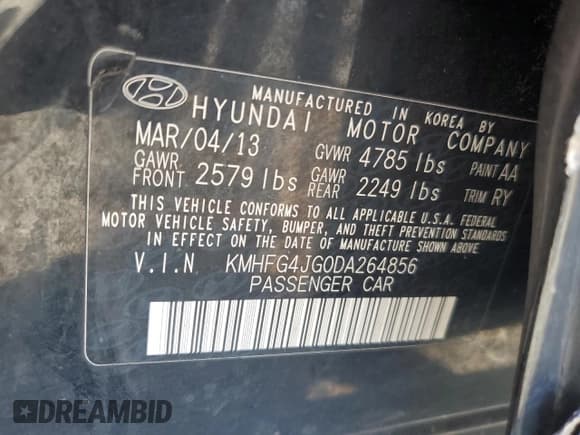 MANUFACTURED IN KOREA BY
HYUNDAI MOTOR COMPANY
MAR/04/13 GVWR 4785 lbs PAINT AA
GAWR FRONT 2579 lbs GAWR REAR 2249 lbs TRIM RY
THIS VEHICLE CONFORMS TO ALL APPLICABLE U.S.A. FEDERAL
MOTOR VEHICLE SAFETY, BUMPER, AND THEFT PREVENTION STANDARDS
IN EFFECT ON THE DATE OF MANUFACTURE SHOWN ABOVE.
V.I.N KMHFG4JG0DA264856
PASSENGER CAR
DREAMBID